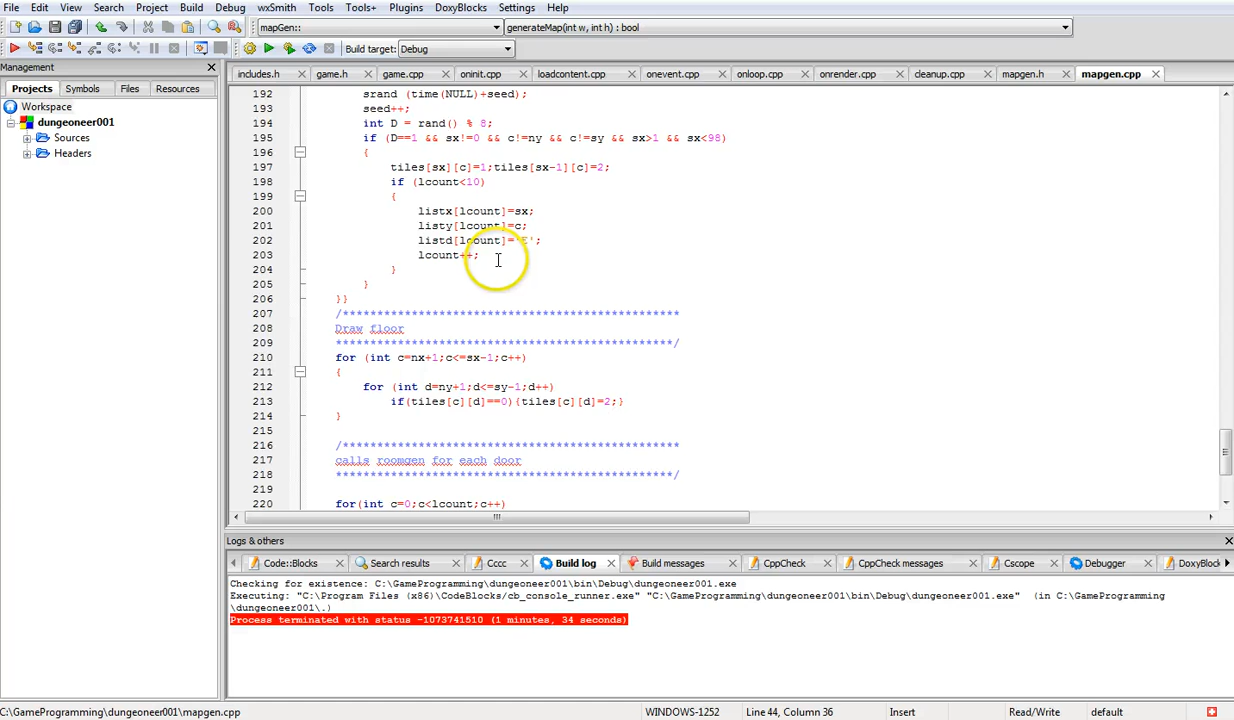 File Edit View Search Project Build Debug wxSmith Tools Tools+ Plugins DoxyBlocks Settings Help
mapGen:: generateMap(int w, int h) : bool
Build target: Debug
Management
Projects Symbols Files Resources
includes.h game.h game.cpp oninit.cpp loadcontent.cpp onevent.cpp onloop.cpp onrender.cpp cleanup.cpp mapgen.h mapgen.cpp
Workspace
dungeoneer001
Sources
Headers
192 srand (time(NULL)+seed);
193 seed++;
194 int D = rand() % 8;
195 if (D==1 && sx!=0 && c!=ny && c!=sy && sx>1 && sx<98)
196 {
197 tiles[sx][c]=1;tiles[sx-1][c]=2;
198 if (lcount<10)
199 {
200 listx[lcount]=sx;
201 listy[lcount]=c;
202 listd[lcount]='E';
203 lcount++;
204 }
205 }
206 }}
207 /************************************************
208 Draw floor
209 ************************************************/
210 for (int c=nx+1;c<=sx-1;c++)
211 {
212 for (int d=ny+1;d<=sy-1;d++)
213 if(tiles[c][d]==0){tiles[c][d]=2;}
214 }
215
216 /************************************************
217 calls roomgen for each door
218 ************************************************/
219
220 for(int c=0;c<lcount;c++)
Logs & others
Code::Blocks Search results Cccc Build log Build messages CppCheck CppCheck messages Cscope Debugger DoxyBlock
Checking for existence: C:\GameProgramming\dungeoneer001\bin\Debug\dungeoneer001.exe
Executing: "C:\Program Files (x86)\CodeBlocks/cb_console_runner.exe" "C:\GameProgramming\dungeoneer001\bin\Debug\dungeoneer001.exe" (in C:\GameProgramming
\dungeoneer001\.)
Process terminated with status -1073741510 (1 minutes, 34 seconds)
C:\GameProgramming\dungeoneer001\mapgen.cpp WINDOWS-1252 Line 44, Column 36 Insert Read/Write default